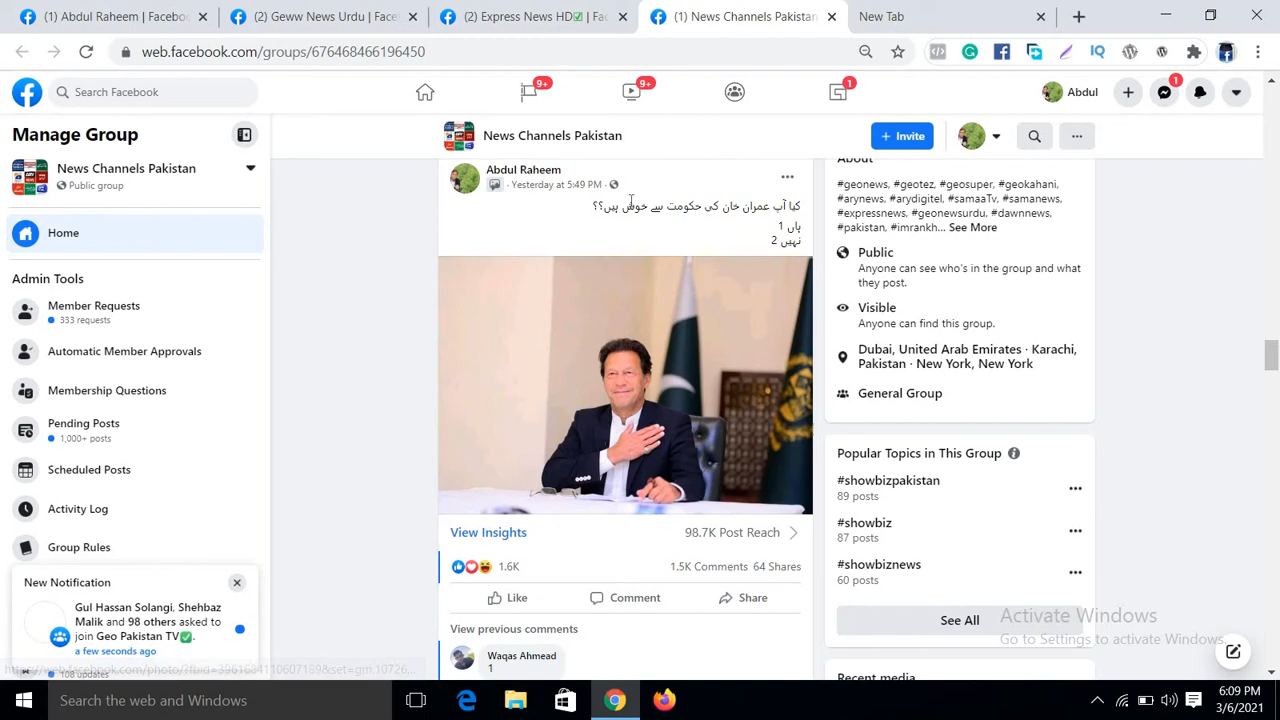 (1) Abdul Raheem | Facebook
(2) Geww News Urdu | Face
(2) Express News HD✅ | Fac
(1) News Channels Pakistan
New Tab
web.facebook.com/groups/676468466196450
Search Facebook
9+
9+
1
Abdul
1
Manage Group
News Channels Pakistan
Public group
Home
Admin Tools
Member Requests
333 requests
Automatic Member Approvals
Membership Questions
Pending Posts
1,000+ posts
Scheduled Posts
Activity Log
Group Rules
New Notification
Gul Hassan Solangi, Shehbaz
Malik and 98 others asked to
join Geo Pakistan TV✅.
a few seconds ago
108 updates
News Channels Pakistan
+ Invite
Abdul Raheem
Yesterday at 5:49 PM ·
کیا آپ عمران خان کی حکومت سے خوش ہیں؟؟
ہاں 1
نہیں 2
View Insights
98.7K Post Reach
1.6K
1.5K Comments 64 Shares
Like
Comment
Share
View previous comments
Waqas Ahmead
1
About
#geonews, #geotez, #geosuper, #geokahani,
#arynews, #arydigitel, #samaaTv, #samanews,
#expressnews, #geonewsurdu, #dawnnews,
#pakistan, #imrankh... See More
Public
Anyone can see who's in the group and what
they post.
Visible
Anyone can find this group.
Dubai, United Arab Emirates · Karachi,
Pakistan · New York, New York
General Group
Popular Topics in This Group
#showbizpakistan
89 posts
#showbiz
87 posts
#showbiznews
60 posts
See All
Recent media
Activate Windows
Go to Settings to activate Windows.
Search the web and Windows
6:09 PM
3/6/2021